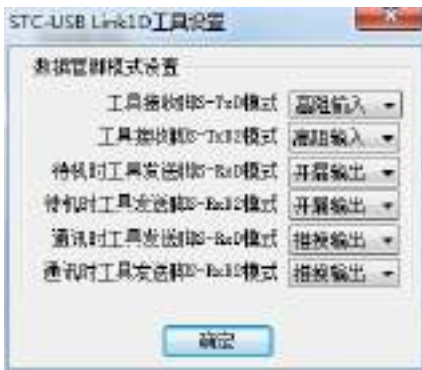 STC-USB Link1D工具设置
数据管脚模式设置
工具接收脚S-TxD模式 高阻输入
工具接收脚S-TxD2模式 高阻输入
待机时工具发送脚S-RxD模式 开漏输出
待机时工具发送脚S-RxD2模式 开漏输出
通讯时工具发送脚S-RxD模式 推挽输出
通讯时工具发送脚S-RxD2模式 推挽输出
确定